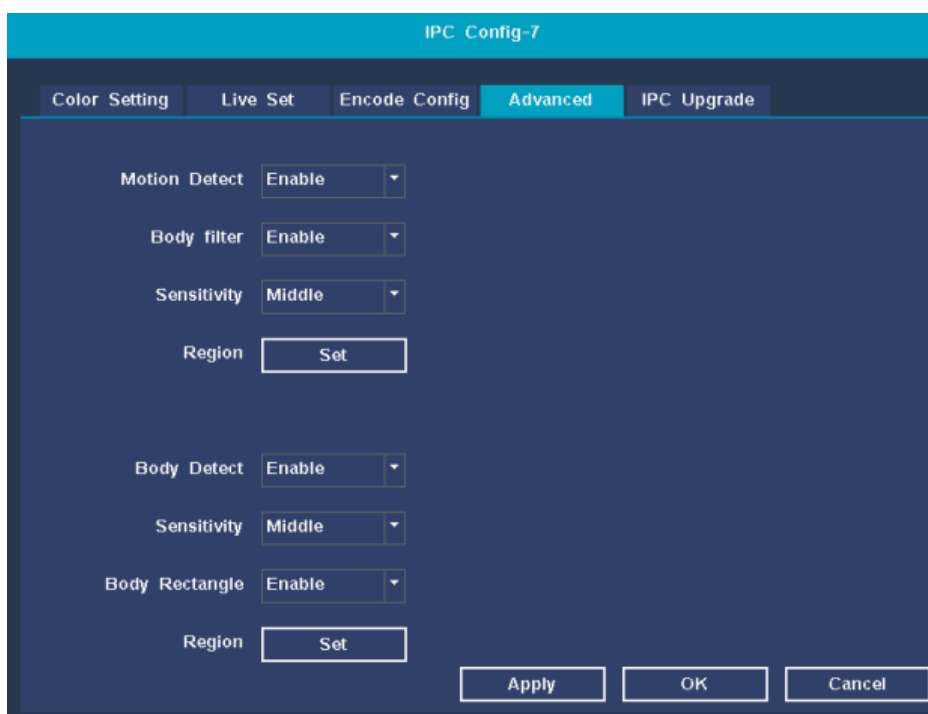 IPC Config-7
Color Setting Live Set Encode Config Advanced IPC Upgrade
Motion Detect Enable
Body filter Enable
Sensitivity Middle
Region Set
Body Detect Enable
Sensitivity Middle
Body Rectangle Enable
Region Set
Apply OK Cancel